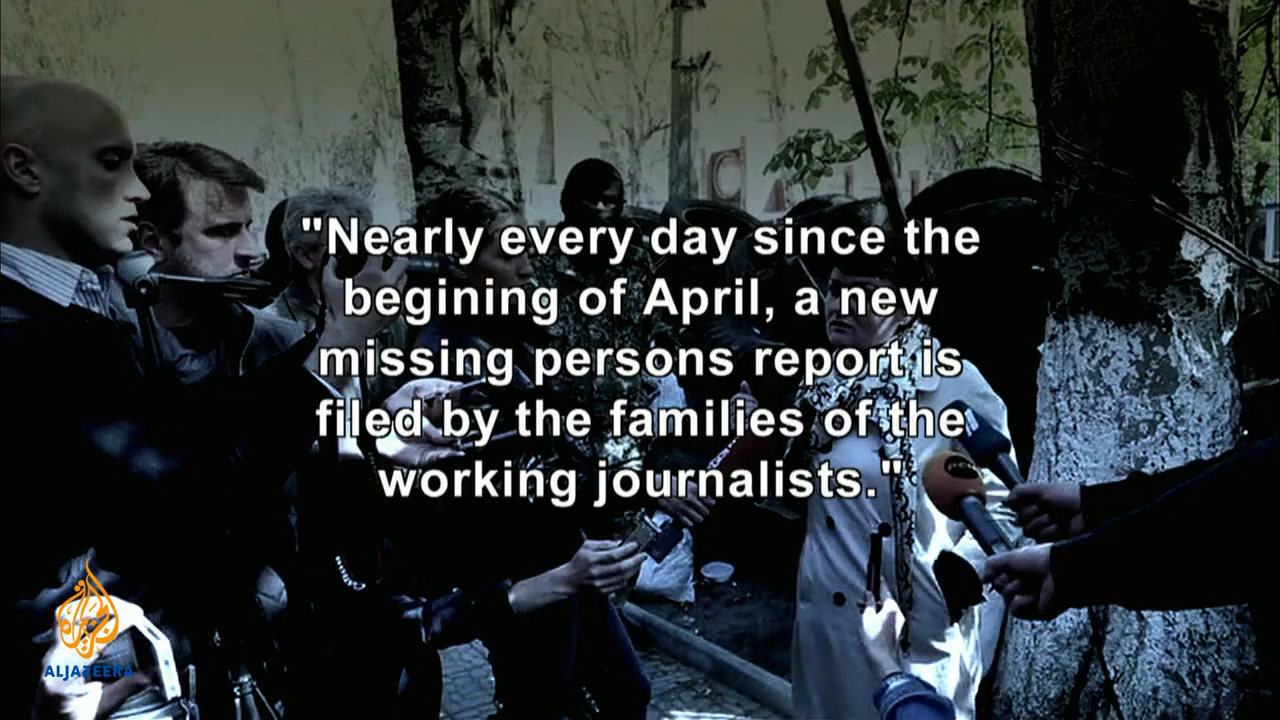 "Nearly every day since the
begining of April, a new
missing persons report is
filed by the families of the
working journalists."
ALJAZEERA